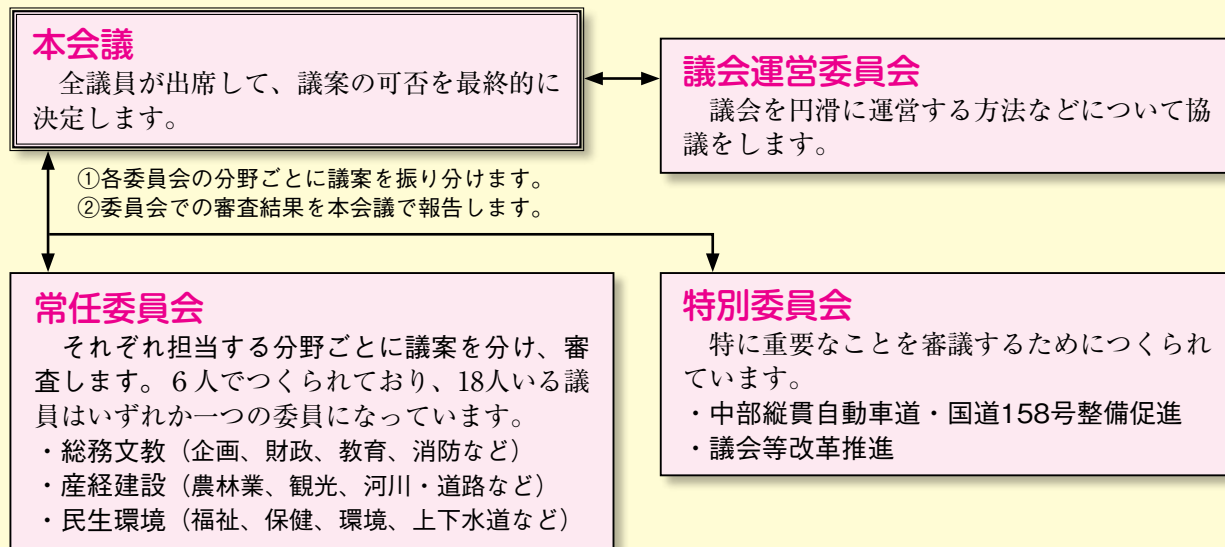 本会議
全議員が出席して、議案の可否を最終的に
決定します。
議会運営委員会
議会を円滑に運営する方法などについて協
議をします。
①各委員会の分野ごとに議案を振り分けます。
②委員会での審査結果を本会議で報告します。
常任委員会
それぞれ担当する分野ごとに議案を分け、審
査します。6人でつくられており、18人いる議
員はいずれか一つの委員になっています。
・総務文教（企画、財政、教育、消防など）
・産経建設（農林業、観光、河川・道路など）
・民生環境（福祉、保健、環境、上下水道など）
特別委員会
特に重要なことを審議するためにつくられ
ています。
・中部縦貫自動車道・国道158号整備促進
・議会等改革推進